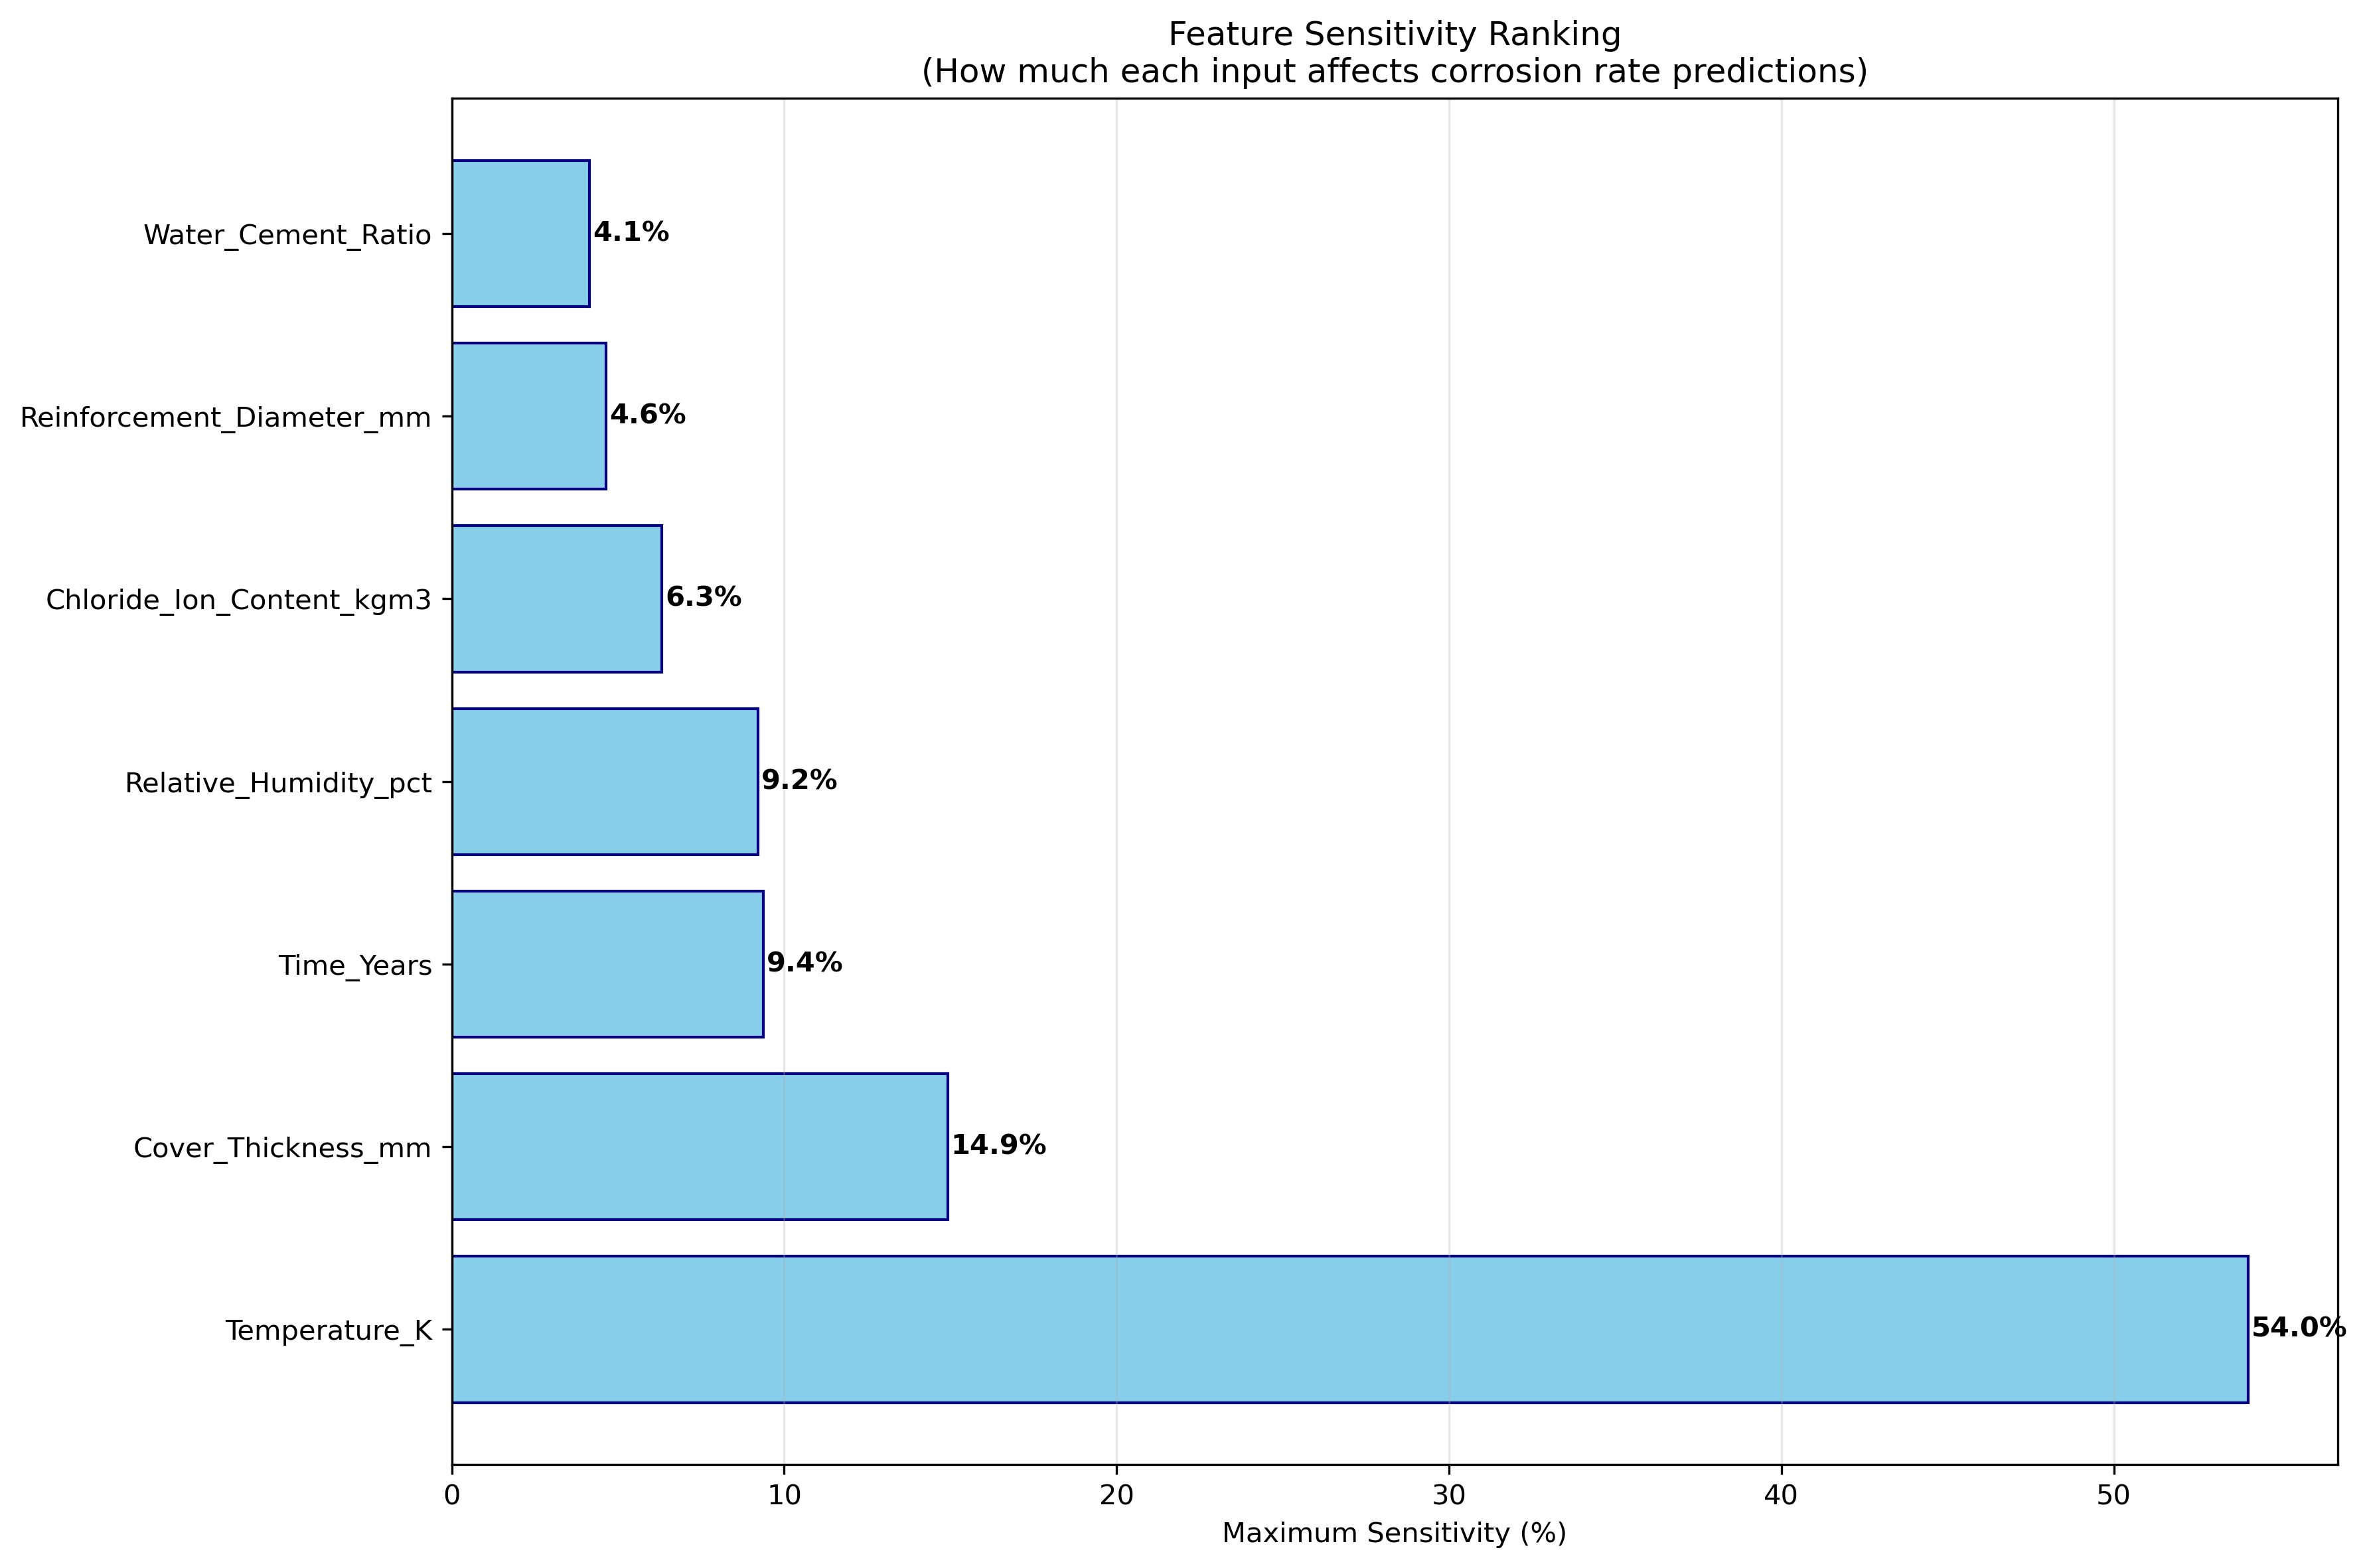 Feature Sensitivity Ranking
(How much each input affects corrosion rate predictions)
Water_Cement_Ratio 4.1%
Reinforcement_Diameter_mm 4.6%
Chloride_Ion_Content_kgm3 6.3%
Relative_Humidity_pct 9.2%
Time_Years 9.4%
Cover_Thickness_mm 14.9%
Temperature_K 54.0%
0 10 20 30 40 50
Maximum Sensitivity (%)